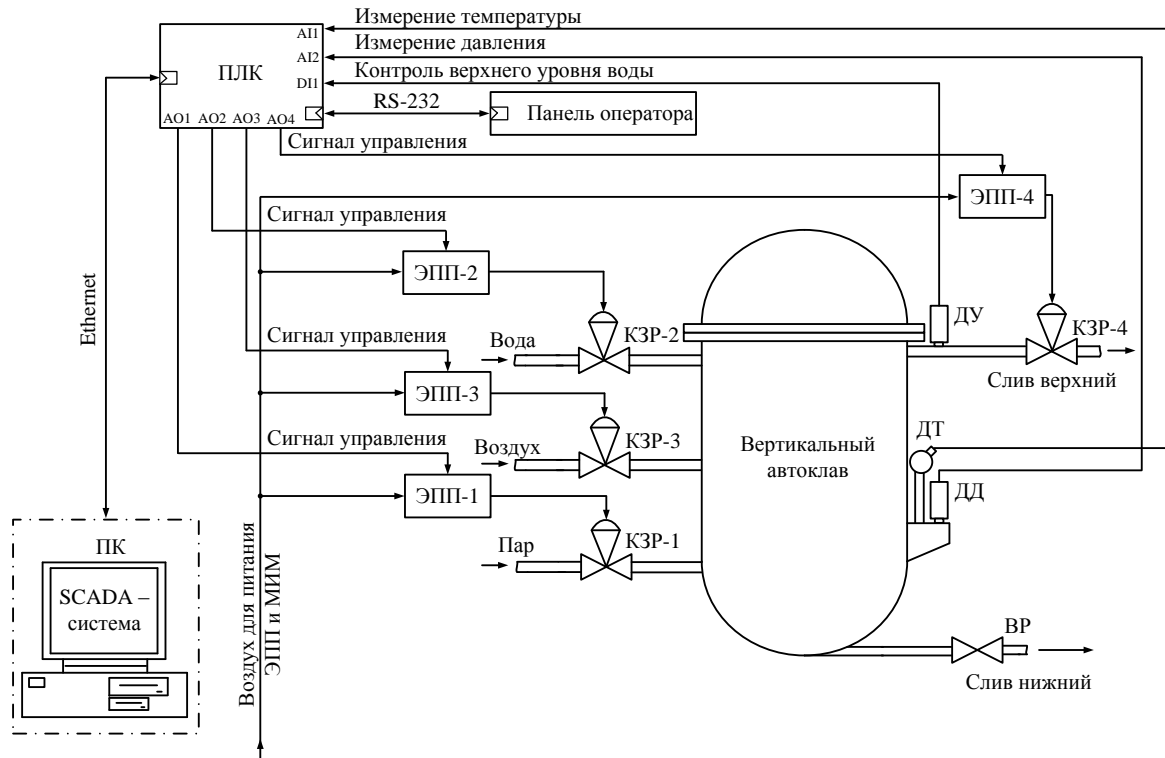 Измерение температуры
AI1
Измерение давления
AI2
ПЛК
Контроль верхнего уровня воды
DI1
RS-232
Панель оператора
AO1 AO2 AO3 AO4
Сигнал управления
ЭПП-4
Сигнал управления
ЭПП-2
Ethernet
ДУ
КЗР-4
Сигнал управления
Вода
КЗР-2
Слив верхний
ЭПП-3
Вертикальный
автоклав
ДТ
Сигнал управления
Воздух
КЗР-3
ЭПП-1
ДД
Пар
КЗР-1
ПК
SCADA –
система
Воздух для питания
ЭПП и МИМ
ВР
Слив нижний